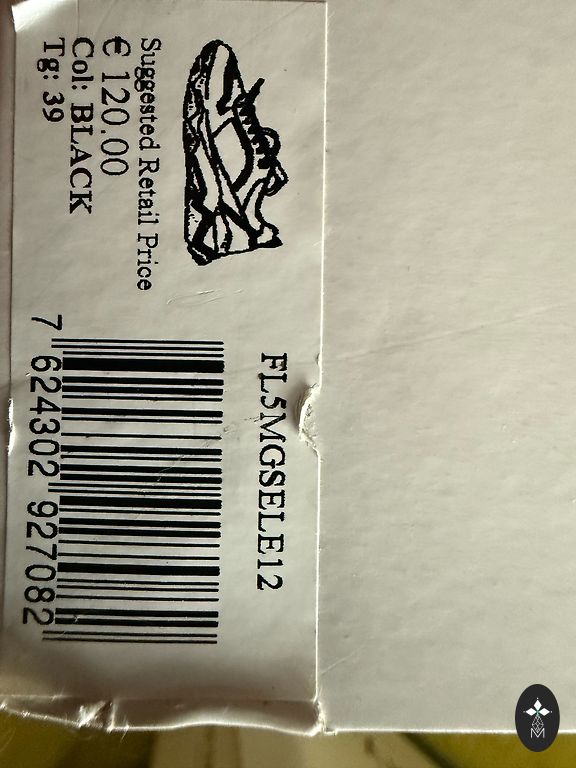 FL5MGSELE12
Suggested Retail Price
€ 120.00
Col: BLACK
Tg: 39
7 624302 927082
M